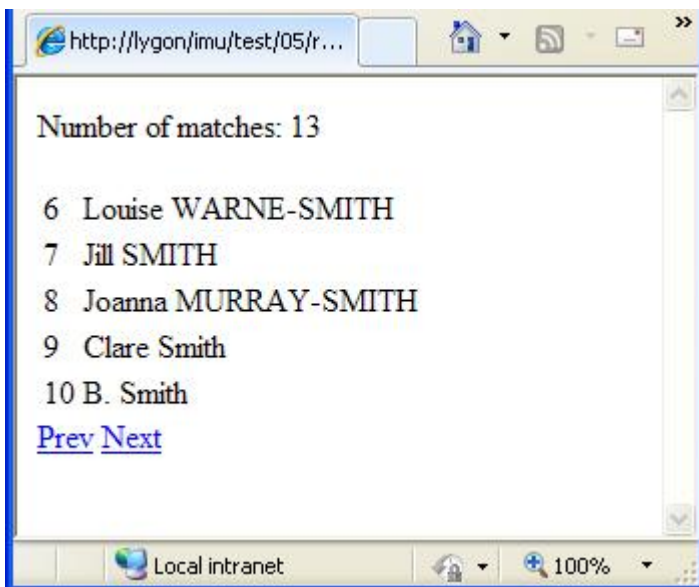 http://lygon/imu/test/05/r... »
Number of matches: 13
6 Louise WARNE-SMITH
7 Jill SMITH
8 Joanna MURRAY-SMITH
9 Clare Smith
10 B. Smith
Prev Next
Local intranet 100%